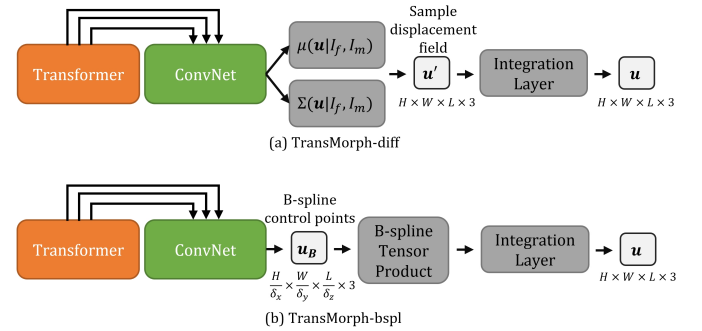 Sample
displacement
field
Transformer
ConvNet
μ(u|I_f, I_m)
Σ(u|I_f, I_m)
u′
H × W × L × 3
Integration
Layer
u
H × W × L × 3
(a) TransMorph-diff
B-spline
control points
Transformer
ConvNet
u_B
H/δ_x × W/δ_y × L/δ_z × 3
B-spline
Tensor
Product
Integration
Layer
u
H × W × L × 3
(b) TransMorph-bspl